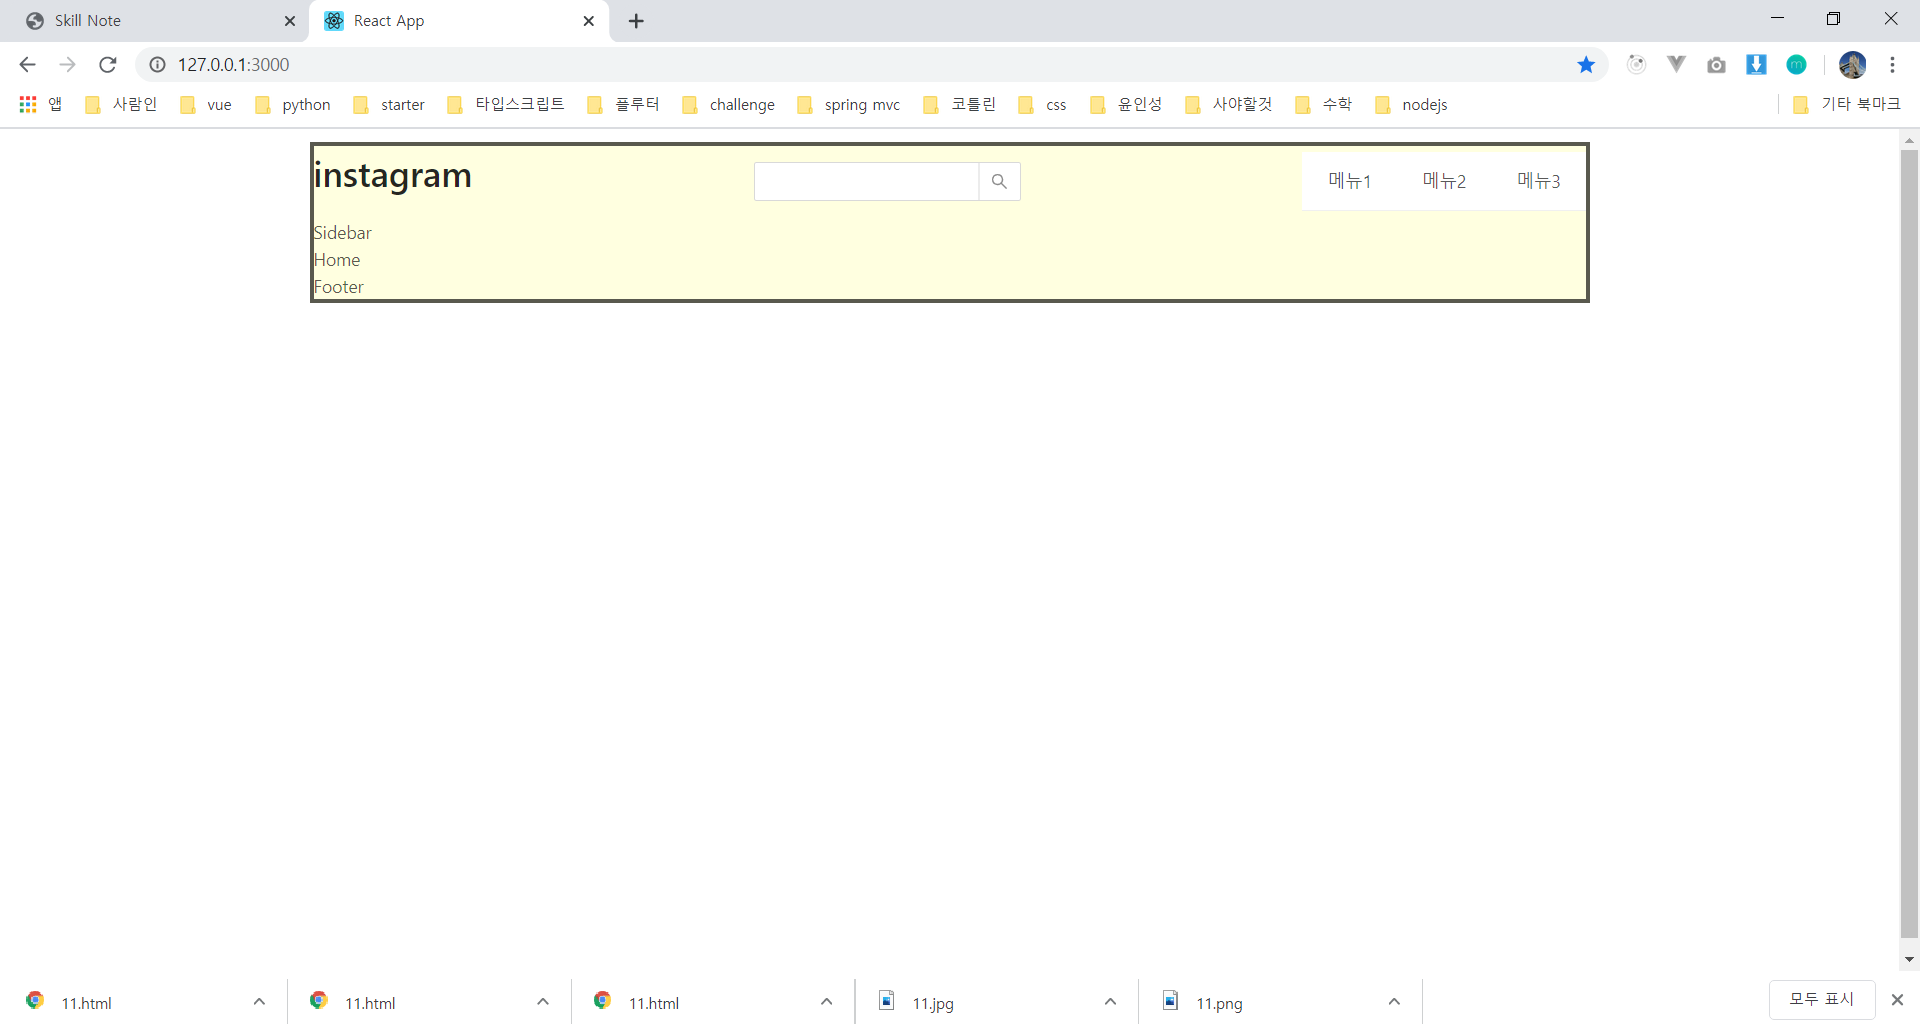 Skill Note
React App
127.0.0.1:3000
앱 사람인 vue python starter 타입스크립트 플루터 challenge spring mvc 코틀린 css 윤인성 사야할것 수학 nodejs 기타 북마크
instagram
메뉴1 메뉴2 메뉴3
Sidebar
Home
Footer
11.html 11.html 11.html 11.jpg 11.png 모두 표시